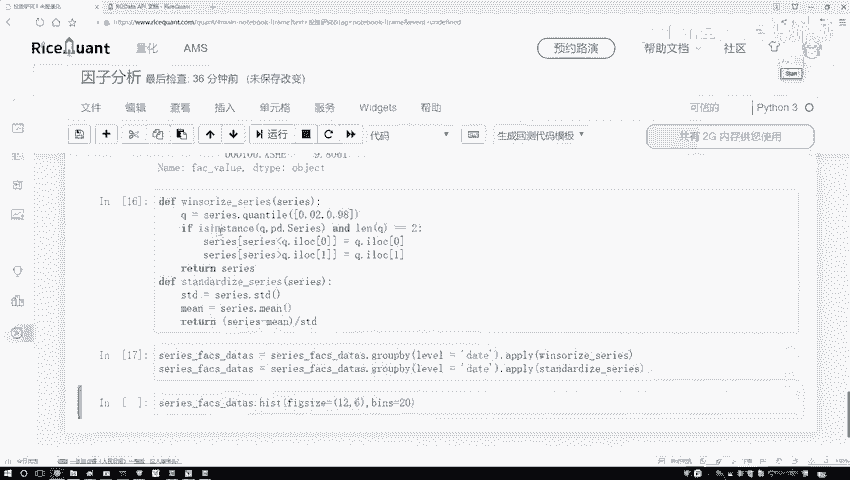 RiceQuant 量化 AMS 预约路演 帮助文档 社区
因子分析 最后检查: 36 分钟前 (未保存改变)
文件 编辑 查看 插入 单元格 服务 Widgets 帮助 可信的 Python 3
运行 代码 生成回测代码模板 共有 2G 内存供您使用
Name: fac_value, dtype: object
In [16]: def winsorize_series(series):
q = series.quantile([0.02,0.98])
if isinstance(q,pd.Series) and len(q) == 2:
series[series<q.iloc[0]] = q.iloc[0]
series[series>q.iloc[1]] = q.iloc[1]
return series
def standardize_series(series):
std = series.std()
mean = series.mean()
return (series-mean)/std
In [17]: series_facs_datas = series_facs_datas.groupby(level = 'date').apply(winsorize_series)
series_facs_datas = series_facs_datas.groupby(level = 'date').apply(standardize_series)
In [ ]: series_facs_datas.hist(figsize=(12,6),bins=20)